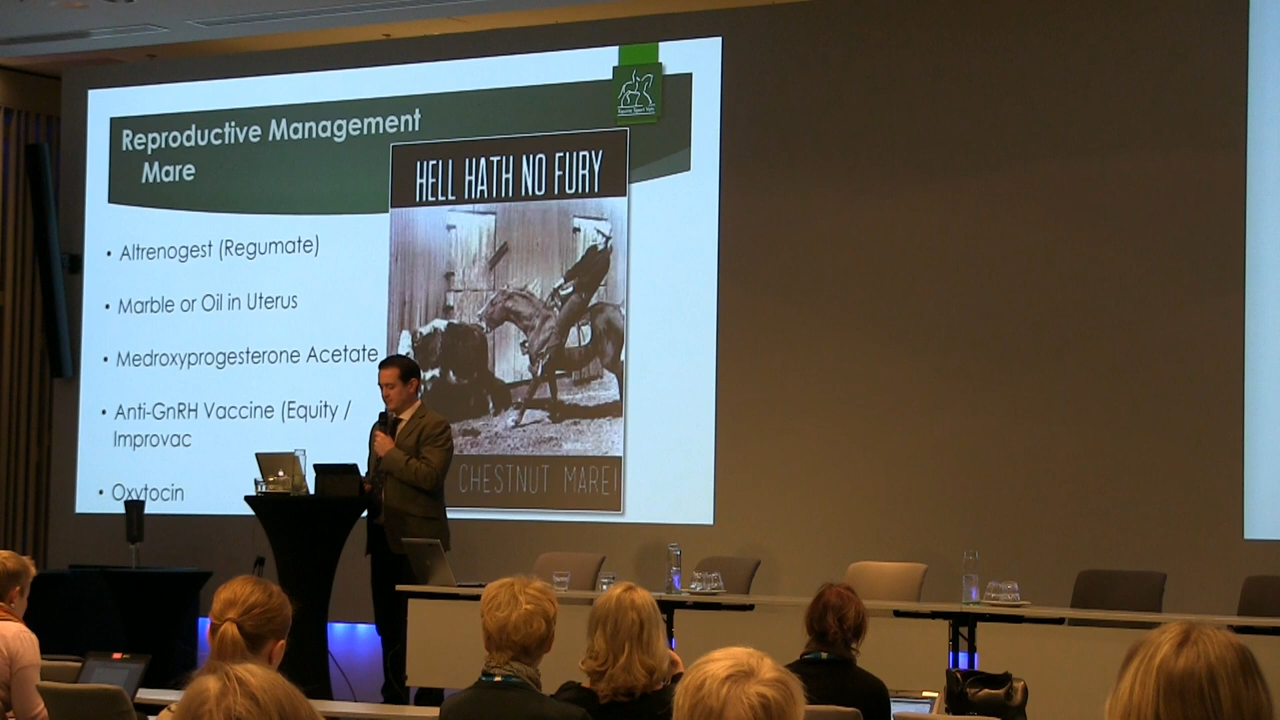 Reproductive Management
Mare
HELL HATH NO FURY
• Altrenogest (Regumate)
• Marble or Oil in Uterus
• Medroxyprogesterone Acetate
• Anti-GnRH Vaccine (Equity /
Improvac
• Oxytocin
CHESTNUT MARE!